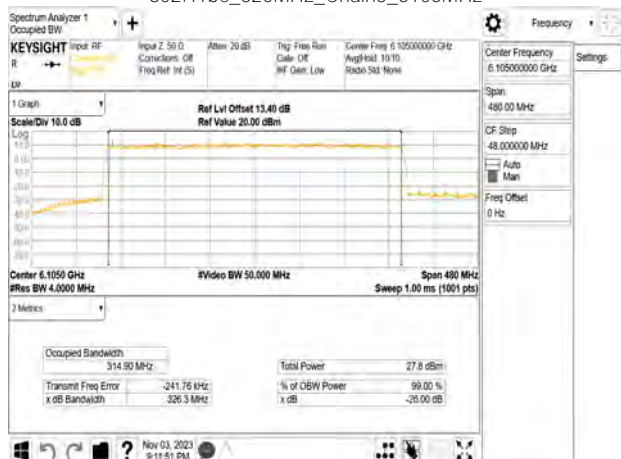 802.11be_320MHz_Chain0_6105MHz
Spectrum Analyzer 1
Occupied BW
Frequency
KEYSIGHT Input: RF
R
Input Z: 50 Ω
Corrections: Off
Freq Ref: Int (S)
Atten: 20 dB
Trig: Free Run
Gate: Off
#IF Gain: Low
Center Freq: 6.105000000 GHz
Avg|Hold: 10/10
Radio Std: None
Center Frequency
6.105000000 GHz
Settings
Span
480.00 MHz
CF Step
48.000000 MHz
Auto
Man
Freq Offset
0 Hz
1 Graph
Scale/Div 10.0 dB
Ref Lvl Offset 13.40 dB
Ref Value 20.00 dBm
Log
Center 6.1050 GHz
#Res BW 4.0000 MHz
#Video BW 50.000 MHz
Span 480 MHz
Sweep 1.00 ms (1001 pts)
2 Metrics
Occupied Bandwidth
314.90 MHz
Total Power 27.8 dBm
Transmit Freq Error -241.76 kHz
% of OBW Power 99.00 %
x dB Bandwidth 326.3 MHz
x dB -26.00 dB
Nov 03, 2023
9:11:51 PM